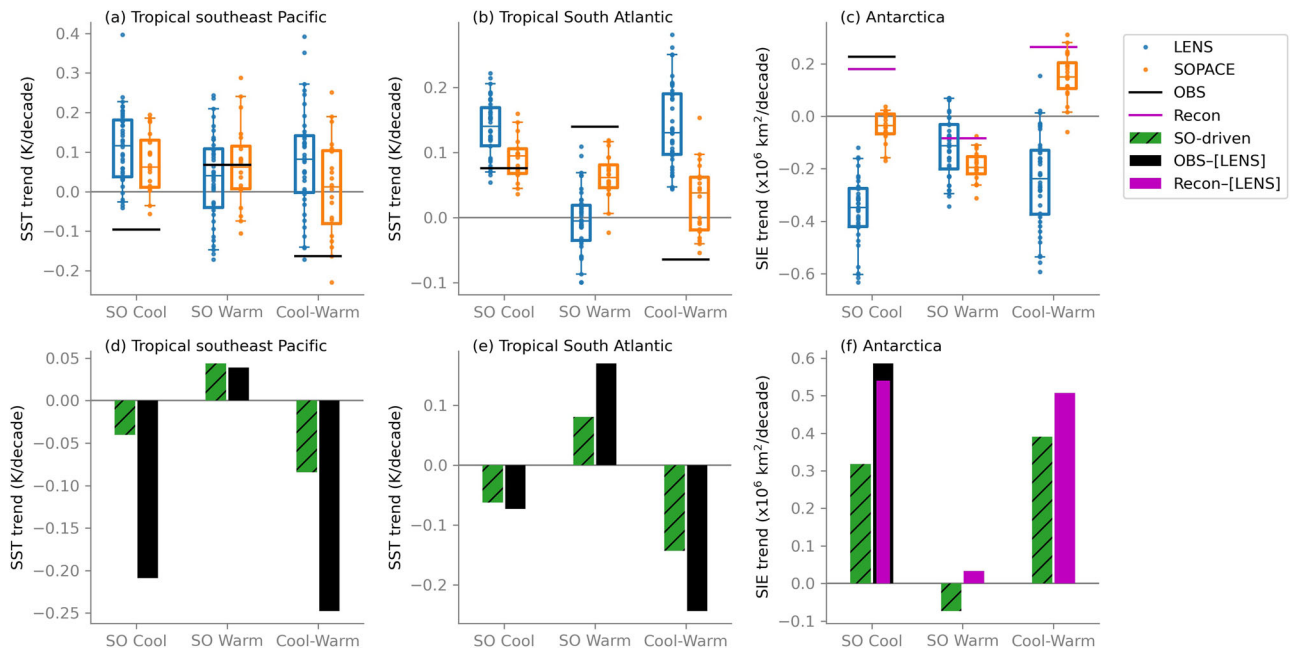 (a) Tropical southeast Pacific
SST trend (K/decade)
0.4
0.3
0.2
0.1
0.0
−0.1
−0.2
SO Cool
SO Warm
Cool-Warm
(b) Tropical South Atlantic
SST trend (K/decade)
0.2
0.1
0.0
−0.1
SO Cool
SO Warm
Cool-Warm
(c) Antarctica
SIE trend (x10⁶ km²/decade)
0.2
0.0
−0.2
−0.4
−0.6
SO Cool
SO Warm
Cool-Warm
LENS
SOPACE
OBS
Recon
SO-driven
OBS–[LENS]
Recon–[LENS]
(d) Tropical southeast Pacific
SST trend (K/decade)
0.05
0.00
−0.05
−0.10
−0.15
−0.20
−0.25
SO Cool
SO Warm
Cool-Warm
(e) Tropical South Atlantic
SST trend (K/decade)
0.1
0.0
−0.1
−0.2
SO Cool
SO Warm
Cool-Warm
(f) Antarctica
SIE trend (x10⁶ km²/decade)
0.6
0.5
0.4
0.3
0.2
0.1
0.0
−0.1
SO Cool
SO Warm
Cool-Warm